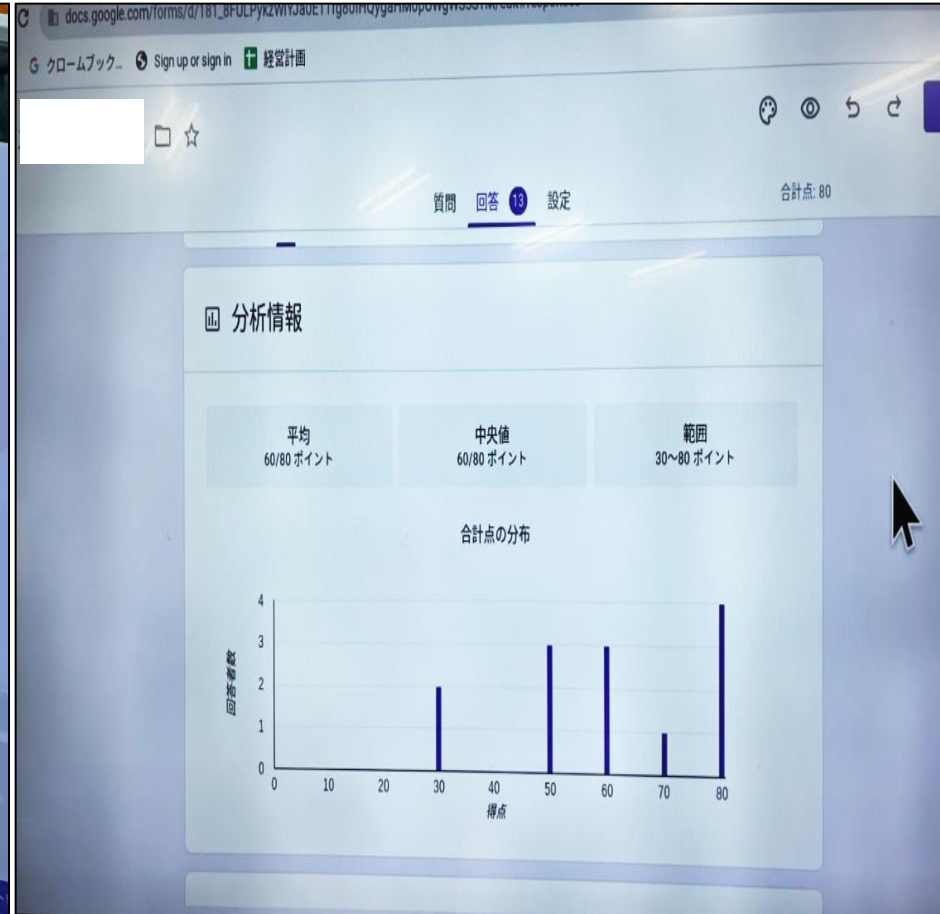 クロームブック...
Sign up or sign in
経営計画
質問 回答 13 設定
合計点: 80
分析情報
平均
60/80 ポイント
中央値
60/80 ポイント
範囲
30～80 ポイント
合計点の分布
4
3
2
1
0
回答者数
0 10 20 30 40 50 60 70 80
得点